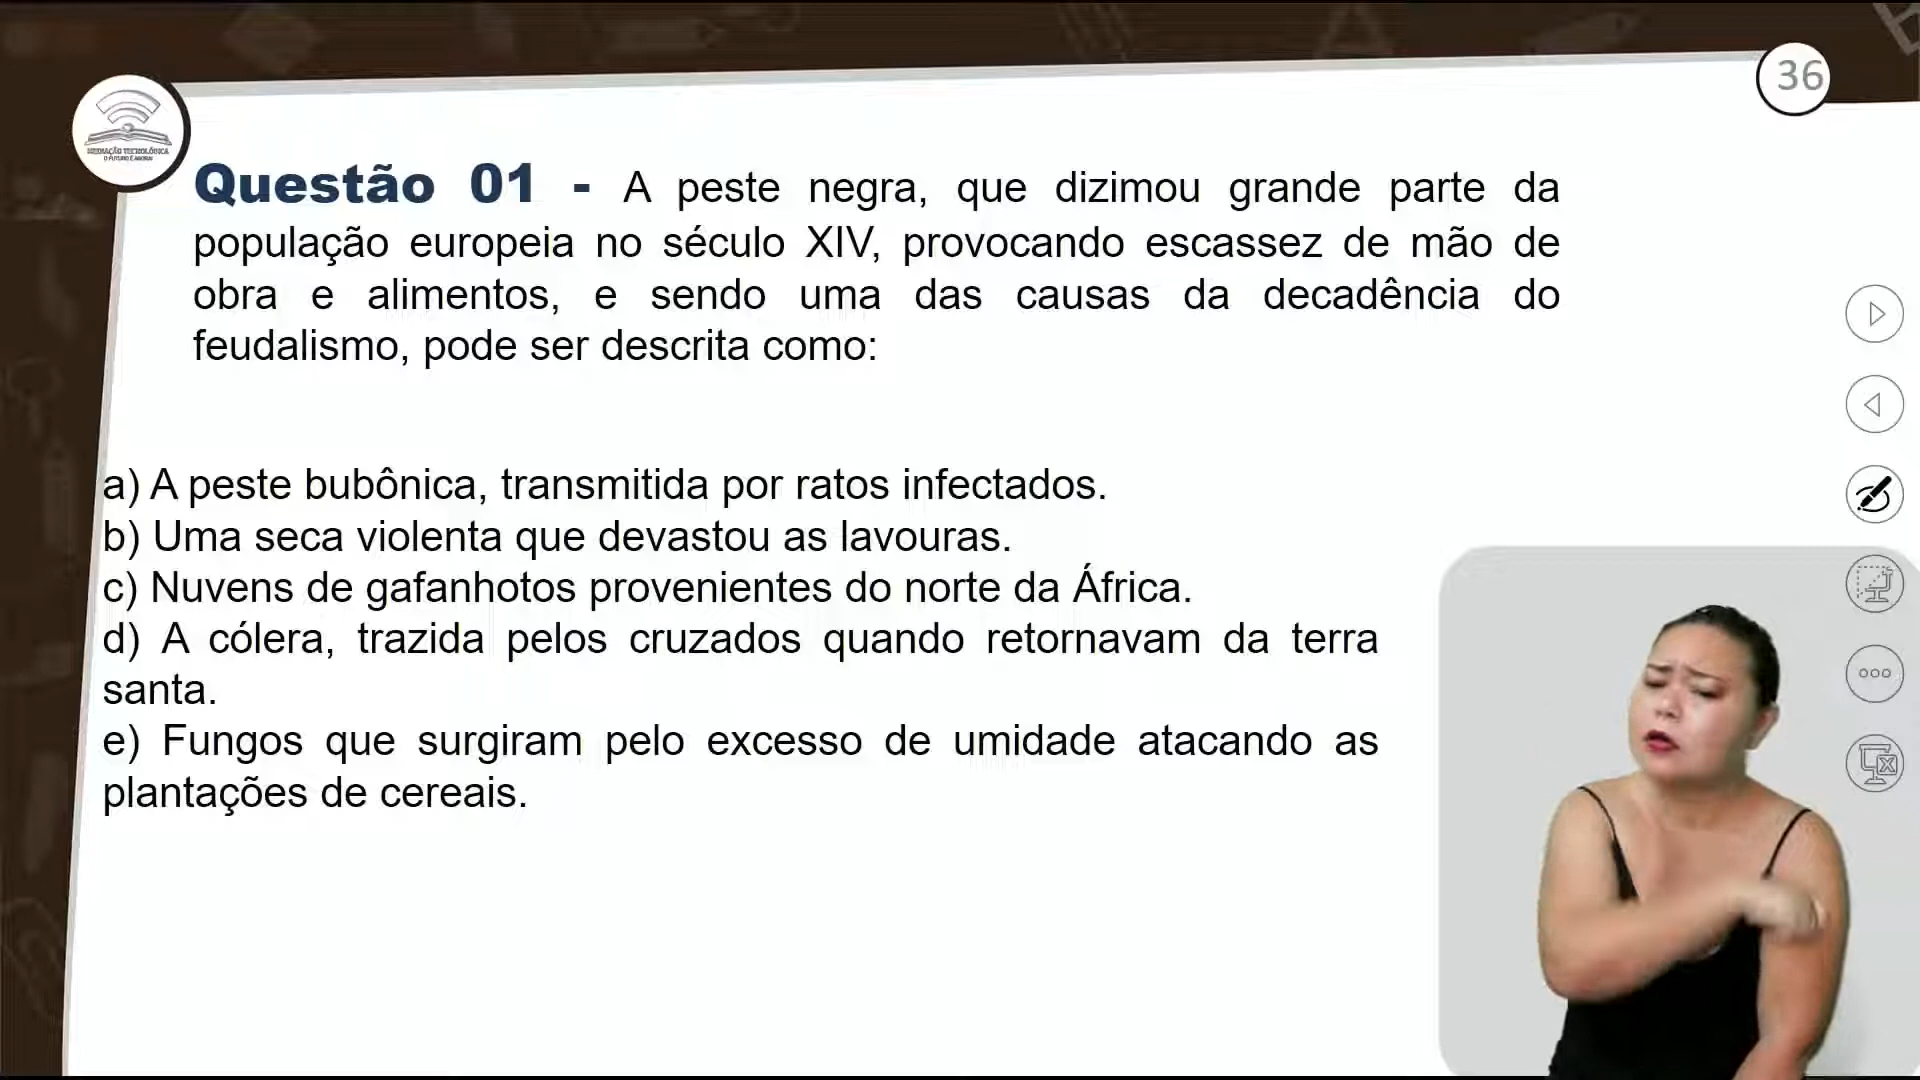 36
MEDIAÇÃO TECNOLÓGICA
O FUTURO É AGORA!
Questão 01 - A peste negra, que dizimou grande parte da
população europeia no século XIV, provocando escassez de mão de
obra e alimentos, e sendo uma das causas da decadência do
feudalismo, pode ser descrita como:
a) A peste bubônica, transmitida por ratos infectados.
b) Uma seca violenta que devastou as lavouras.
c) Nuvens de gafanhotos provenientes do norte da África.
d) A cólera, trazida pelos cruzados quando retornavam da terra
santa.
e) Fungos que surgiram pelo excesso de umidade atacando as
plantações de cereais.